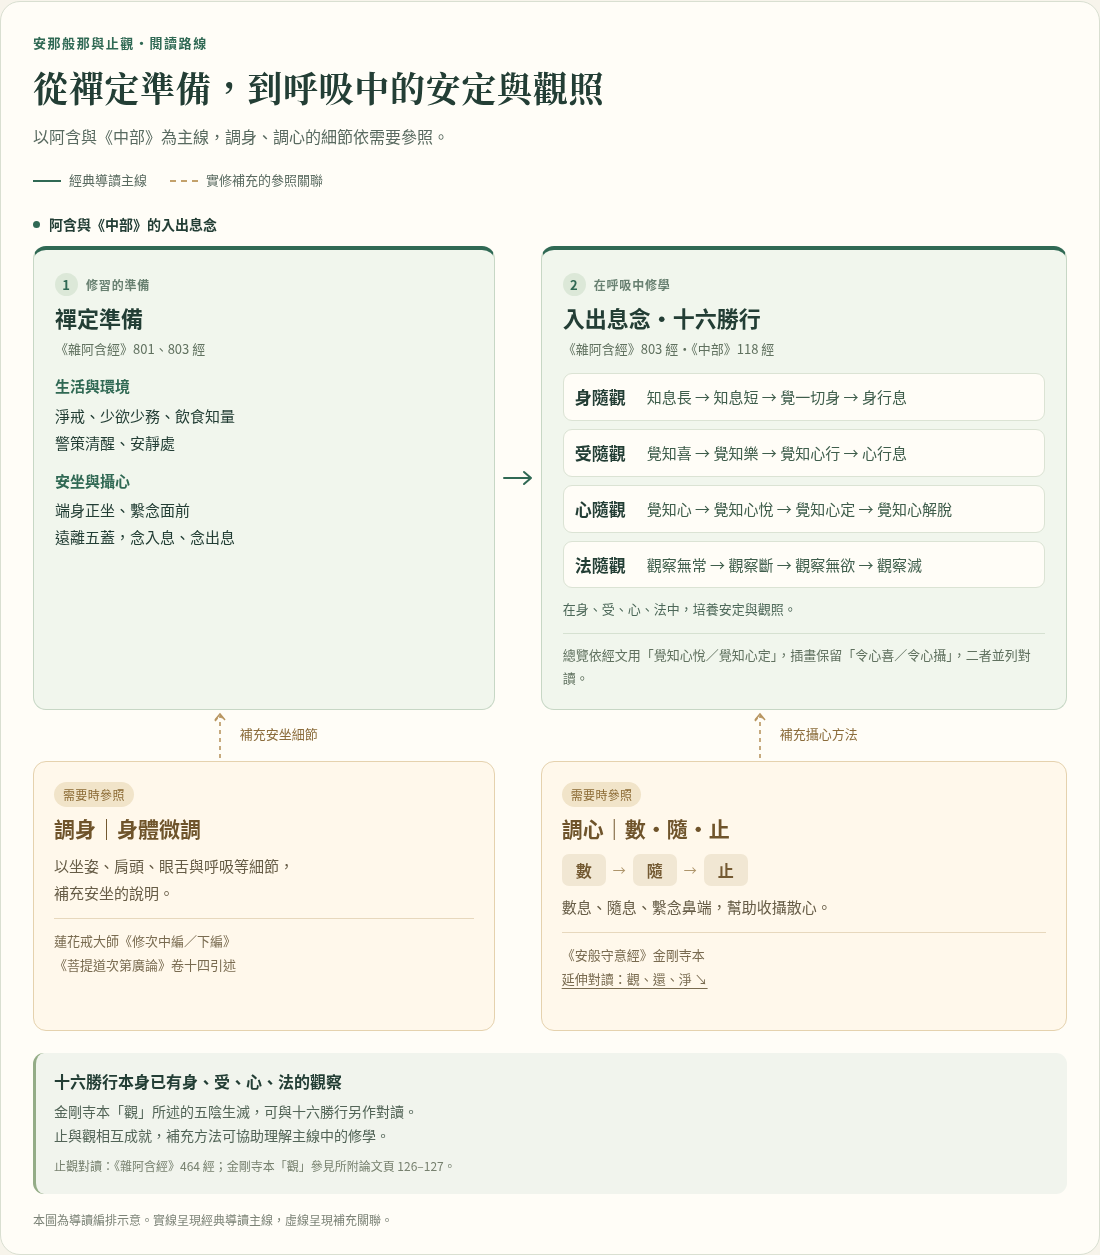 安那般那與止觀・閱讀路線
從禪定準備，到呼吸中的安定與觀照
以阿含與《中部》為主線，調身、調心的細節依需要參照。
經典導讀主線
實修補充的參照關聯
阿含與《中部》的入出息念
1 修習的準備
禪定準備
《雜阿含經》801、803 經
生活與環境
淨戒、少欲少務、飲食知量
警策清醒、安靜處
安坐與攝心
端身正坐、繫念面前
遠離五蓋，念入息、念出息
→
2 在呼吸中修學
入出息念・十六勝行
《雜阿含經》803 經・《中部》118 經
身隨觀 知息長 → 知息短 → 覺一切身 → 身行息
受隨觀 覺知喜 → 覺知樂 → 覺知心行 → 心行息
心隨觀 覺知心 → 覺知心悅 → 覺知心定 → 覺知心解脫
法隨觀 觀察無常 → 觀察斷 → 觀察無欲 → 觀察滅
在身、受、心、法中，培養安定與觀照。
總覽依經文用「覺知心悅／覺知心定」，插畫保留「令心喜／令心攝」，二者並列對
讀。
補充安坐細節
補充攝心方法
需要時參照
調身｜身體微調
以坐姿、肩頭、眼舌與呼吸等細節，
補充安坐的說明。
蓮花戒大師《修次中編／下編》
《菩提道次第廣論》卷十四引述
需要時參照
調心｜數・隨・止
數 → 隨 → 止
數息、隨息、繫念鼻端，幫助收攝散心。
《安般守意經》金剛寺本
延伸對讀：觀、還、淨 ↘
十六勝行本身已有身、受、心、法的觀察
金剛寺本「觀」所述的五陰生滅，可與十六勝行另作對讀。
止與觀相互成就，補充方法可協助理解主線中的修學。
止觀對讀：《雜阿含經》464 經；金剛寺本「觀」參見所附論文頁 126–127。
本圖為導讀編排示意。實線呈現經典導讀主線，虛線呈現補充關聯。